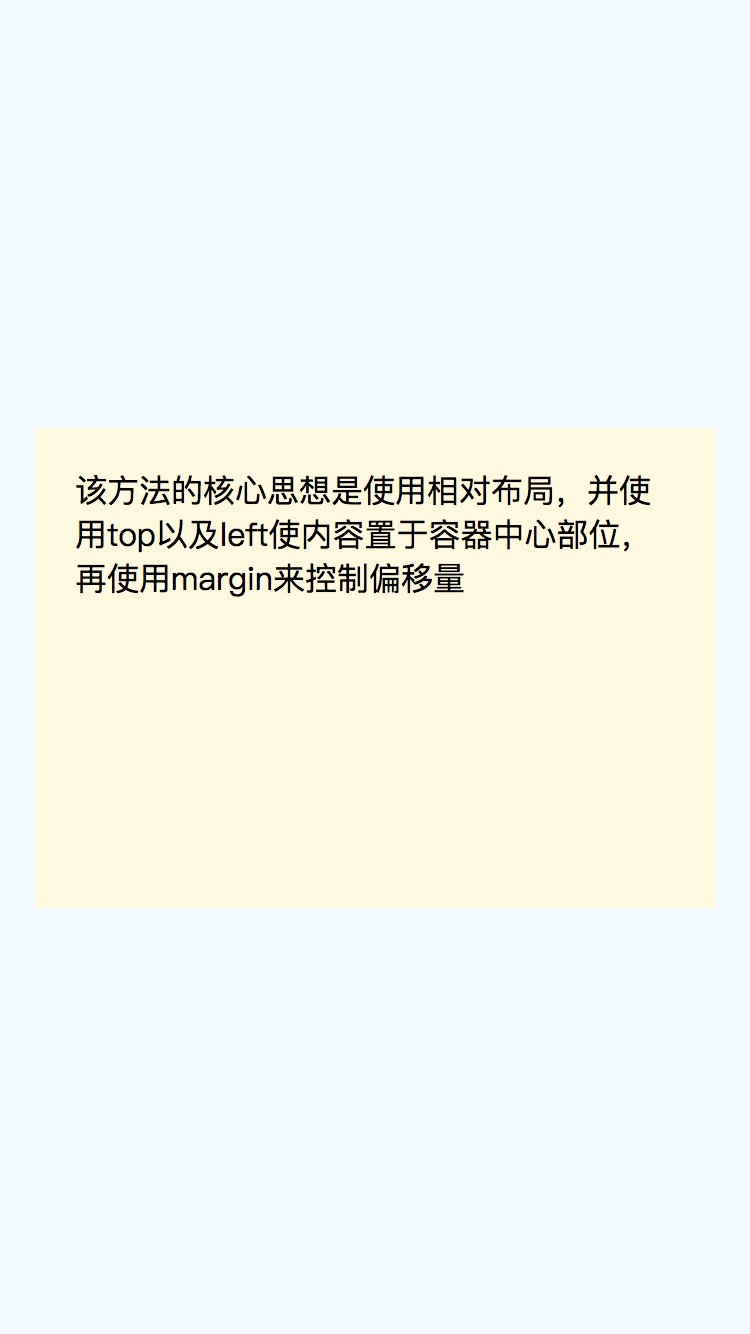 该方法的核心思想是使用相对布局，并使
用top以及left使内容置于容器中心部位，
再使用margin来控制偏移量